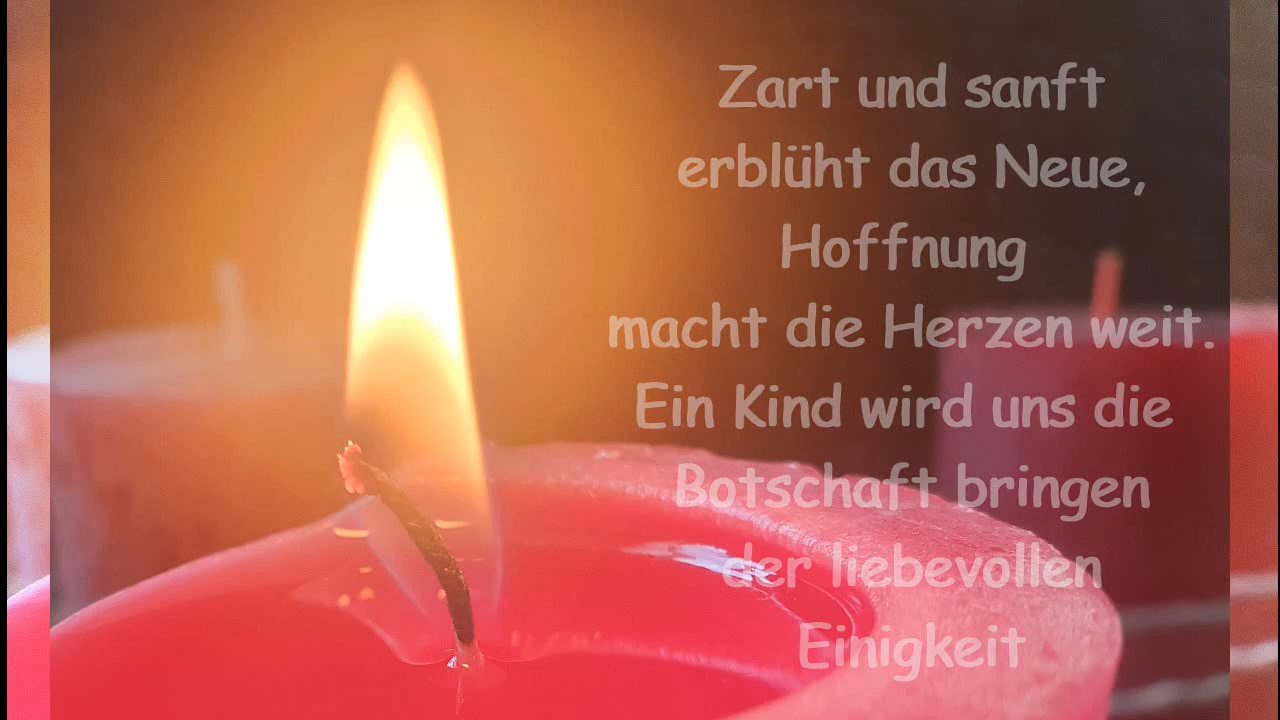 Zart und sanft
erblüht das Neue,
Hoffnung
macht die Herzen weit.
Ein Kind wird uns die
Botschaft bringen
der liebevollen
Einigkeit